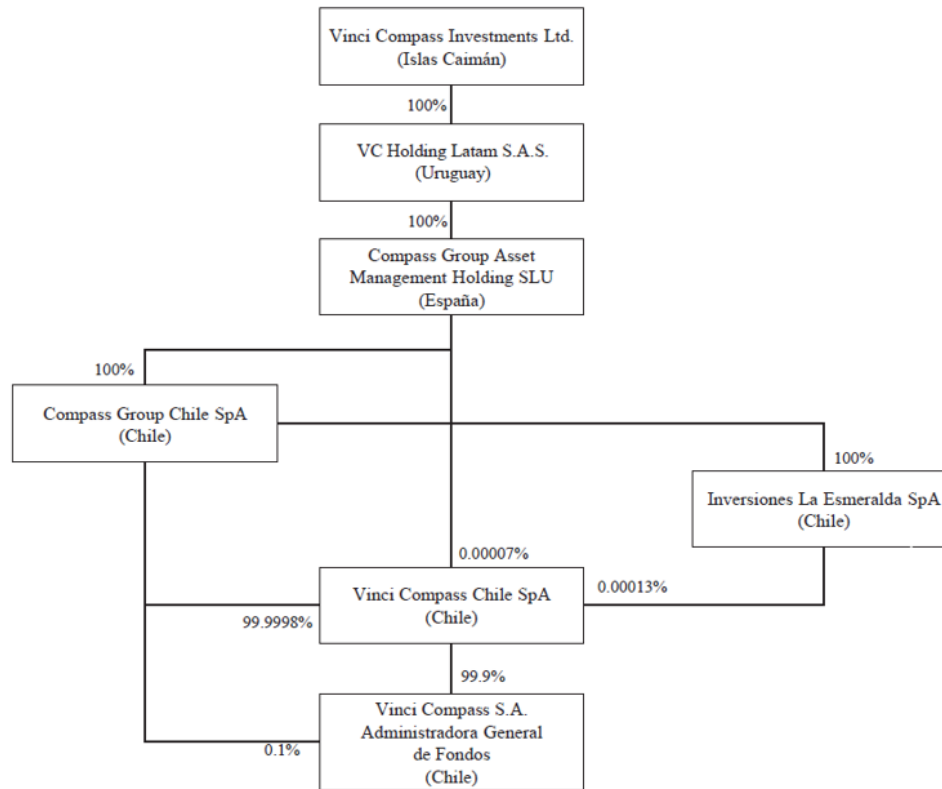 Vinci Compass Investments Ltd.
(Islas Caimán)
100%
VC Holding Latam S.A.S.
(Uruguay)
100%
Compass Group Asset
Management Holding SLU
(España)
100%
Compass Group Chile SpA
(Chile)
100%
Inversiones La Esmeralda SpA
(Chile)
0.00007%
Vinci Compass Chile SpA
(Chile)
0.00013%
99.9998%
99.9%
Vinci Compass S.A.
Administradora General
de Fondos
(Chile)
0.1%